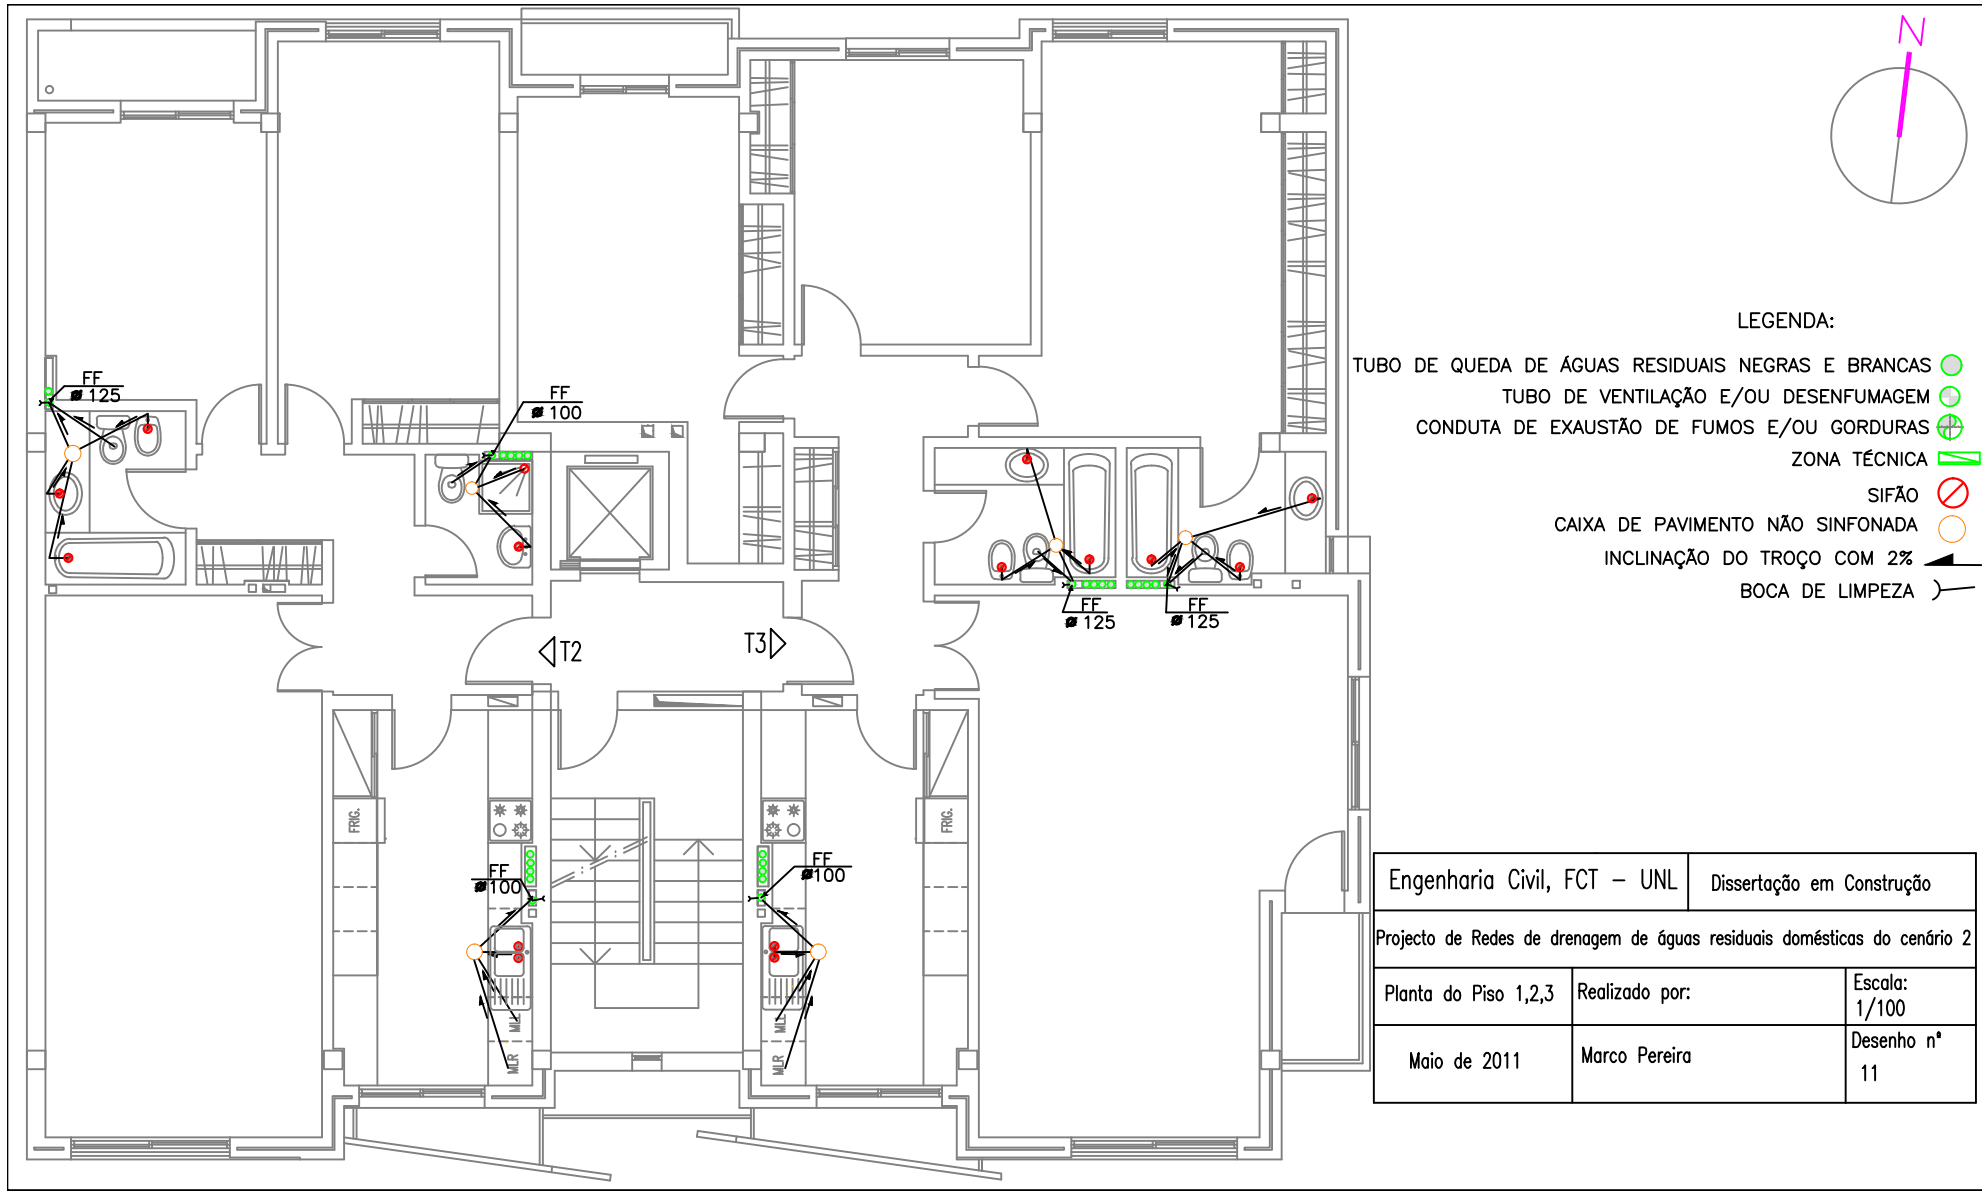 N
LEGENDA:
TUBO DE QUEDA DE ÁGUAS RESIDUAIS NEGRAS E BRANCAS
TUBO DE VENTILAÇÃO E/OU DESENFUMAGEM
CONDUTA DE EXAUSTÃO DE FUMOS E/OU GORDURAS
ZONA TÉCNICA
SIFÃO
CAIXA DE PAVIMENTO NÃO SINFONADA
INCLINAÇÃO DO TROÇO COM 2%
BOCA DE LIMPEZA
FF
ø 125
FF
ø 100
FF
ø 125
FF
ø 125
T2
T3
FRIG.
FRIG.
FF
ø 100
FF
ø100
MLL
MLR
MLL
MLR
Engenharia Civil, FCT – UNL
Dissertação em Construção
Projecto de Redes de drenagem de águas residuais domésticas do cenário 2
Planta do Piso 1,2,3
Realizado por:
Escala:
1/100
Maio de 2011
Marco Pereira
Desenho nº
11